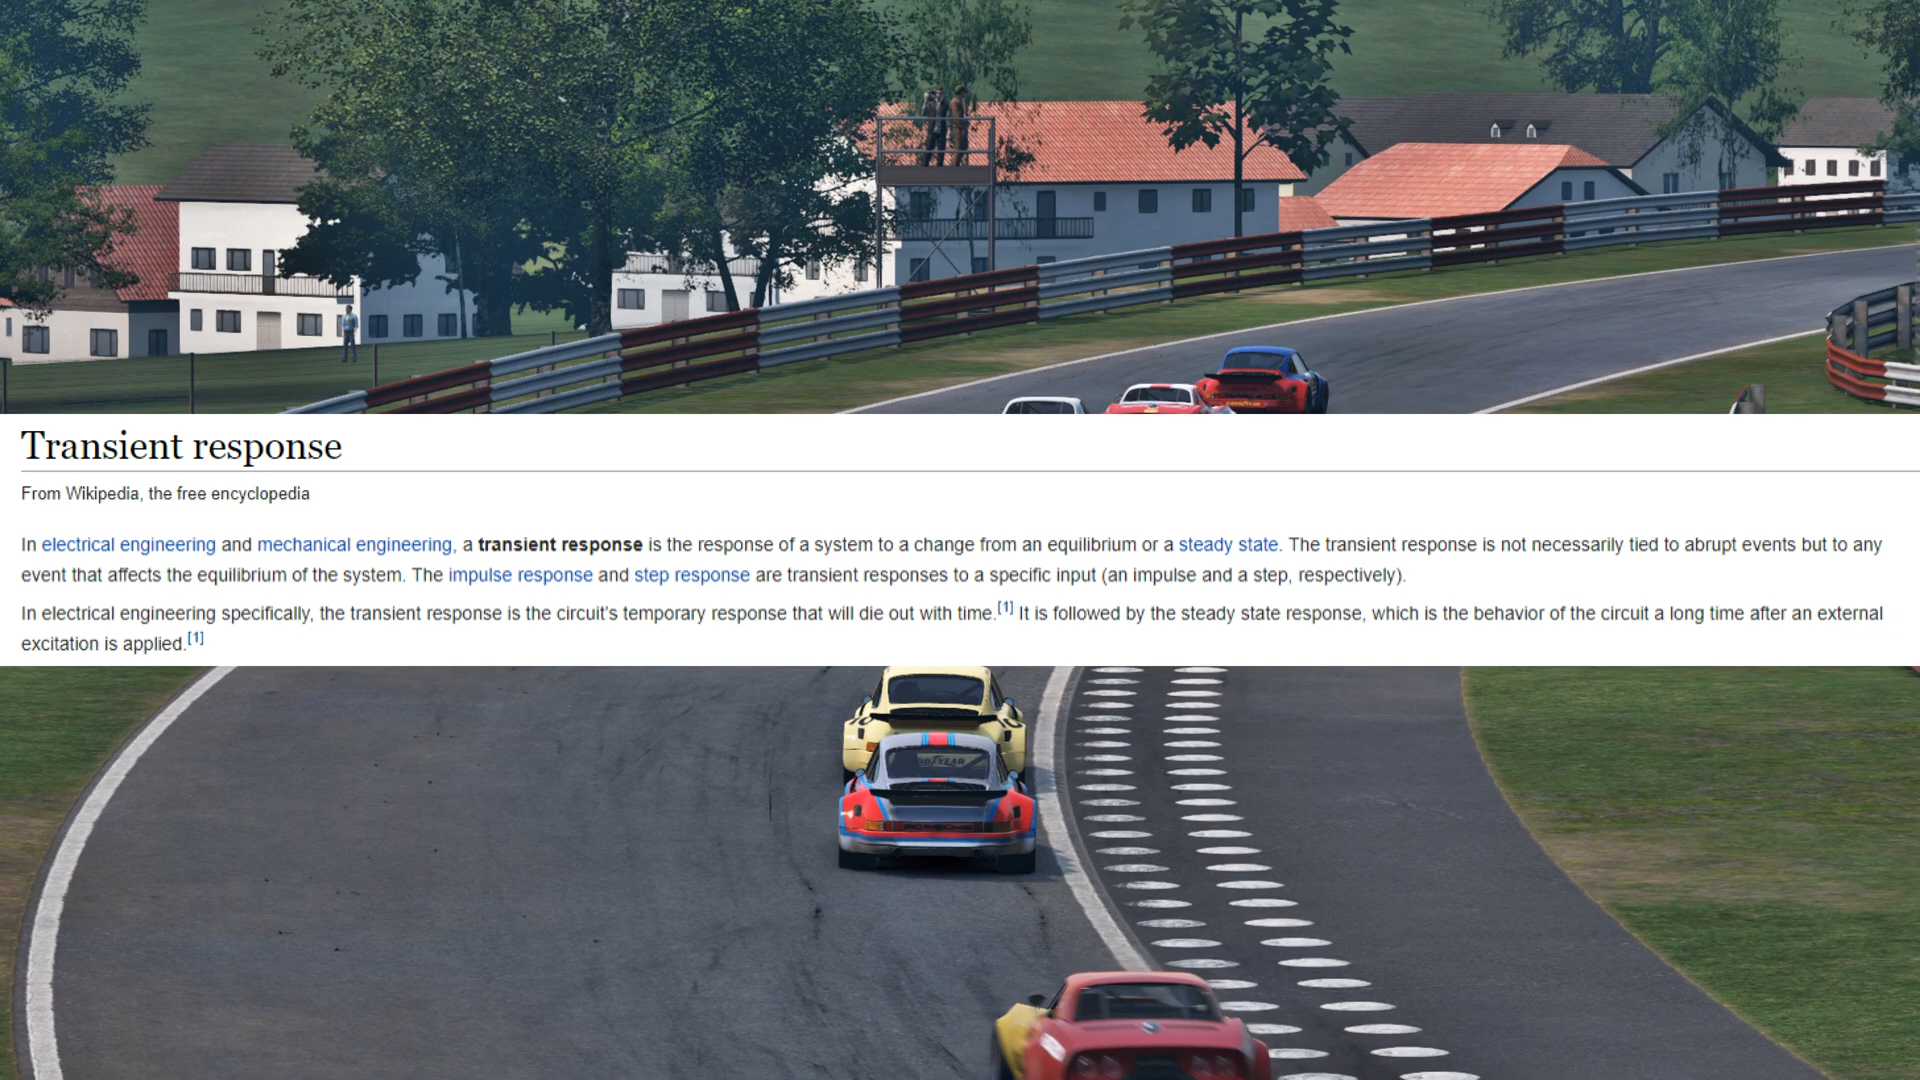 Transient response
From Wikipedia, the free encyclopedia
In electrical engineering and mechanical engineering, a transient response is the response of a system to a change from an equilibrium or a steady state. The transient response is not necessarily tied to abrupt events but to any
event that affects the equilibrium of the system. The impulse response and step response are transient responses to a specific input (an impulse and a step, respectively).
In electrical engineering specifically, the transient response is the circuit's temporary response that will die out with time.[1] It is followed by the steady state response, which is the behavior of the circuit a long time after an external
excitation is applied.[1]